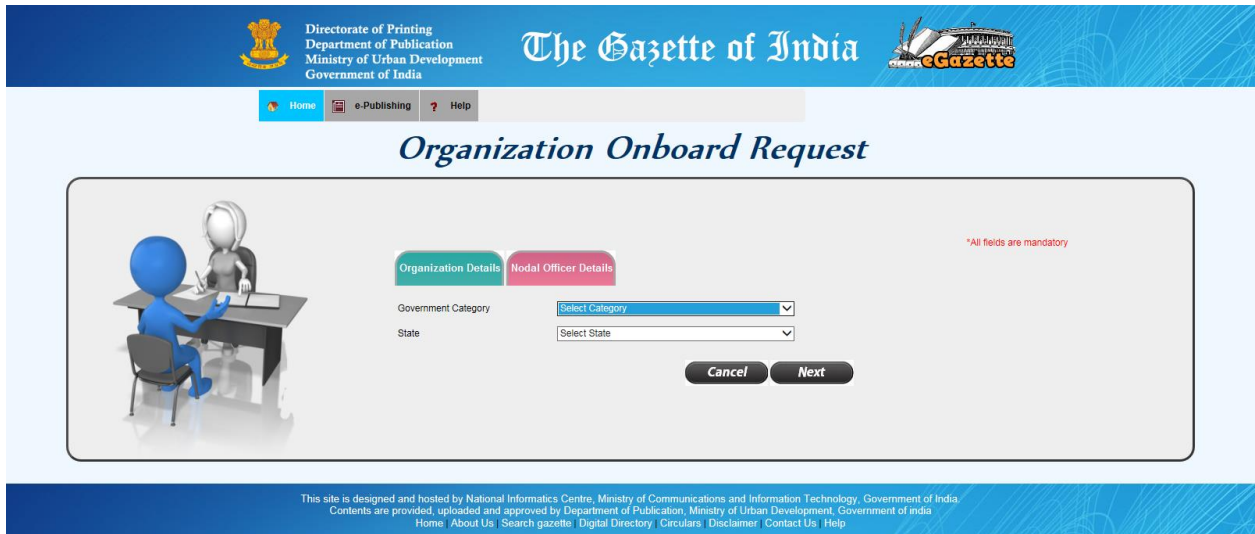 Directorate of Printing
Department of Publication
Ministry of Urban Development
Government of India
The Gazette of India
eGazette
Home
e-Publishing
? Help
Organization Onboard Request
*All fields are mandatory
Organization Details
Nodal Officer Details
Government Category
Select Category
State
Select State
Cancel
Next
This site is designed and hosted by National Informatics Centre, Ministry of Communications and Information Technology, Government of India.
Contents are provided, uploaded and approved by Department of Publication, Ministry of Urban Development, Government of india
Home | About Us | Search gazette | Digital Directory | Circulars | Disclaimer | Contact Us | Help